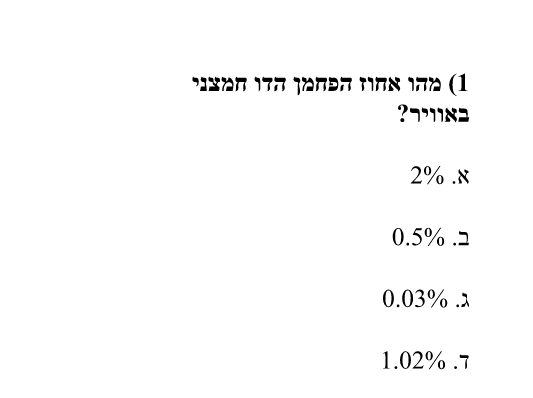 1) מהו אחוז הפחמן הדו חמצני
באוויר?
א. 2%
ב. 0.5%
ג. 0.03%
ד. 1.02%